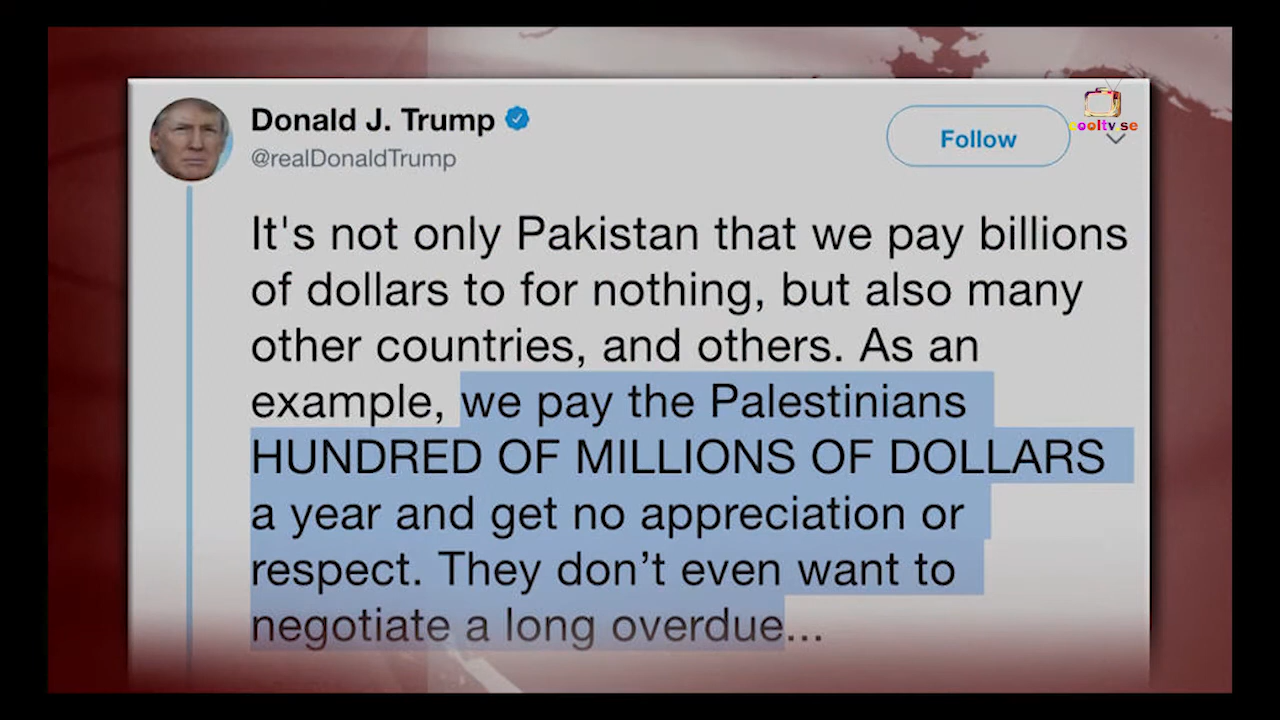 Donald J. Trump
@realDonaldTrump
Follow
cooltv se
It's not only Pakistan that we pay billions
of dollars to for nothing, but also many
other countries, and others. As an
example, we pay the Palestinians
HUNDRED OF MILLIONS OF DOLLARS
a year and get no appreciation or
respect. They don’t even want to
negotiate a long overdue...